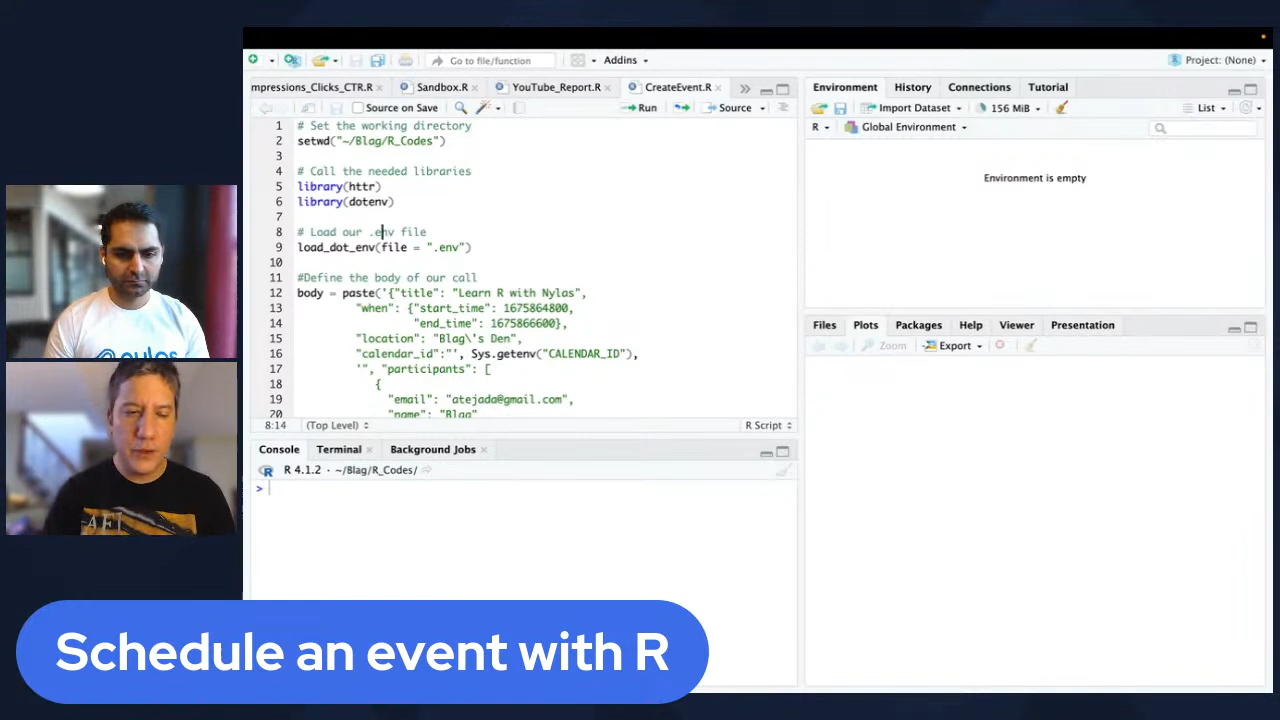 Go to file/function
Addins
Project: (None)
mpressions_Clicks_CTR.R
Sandbox.R
YouTube_Report.R
CreateEvent.R
Source on Save
Run
Source
1 # Set the working directory
2 setwd("~/Blag/R_Codes")
3
4 # Call the needed libraries
5 library(httr)
6 library(dotenv)
7
8 # Load our .env file
9 load_dot_env(file = ".env")
10
11 #Define the body of our call
12 body = paste('{"title": "Learn R with Nylas",
13 "when": {"start_time": 1675864800,
14 "end_time": 1675866600},
15 "location": "Blag\'s Den",
16 "calendar_id":"', Sys.getenv("CALENDAR_ID"),
17 '", "participants": [
18 {
19 "email": "atejada@gmail.com",
20 "name": "Blag"
8:14
(Top Level)
R Script
Console
Terminal
Background Jobs
R 4.1.2 · ~/Blag/R_Codes/
>
Environment
History
Connections
Tutorial
Import Dataset
156 MiB
List
R
Global Environment
Environment is empty
Files
Plots
Packages
Help
Viewer
Presentation
Zoom
Export
nylas
AFI
Schedule an event with R